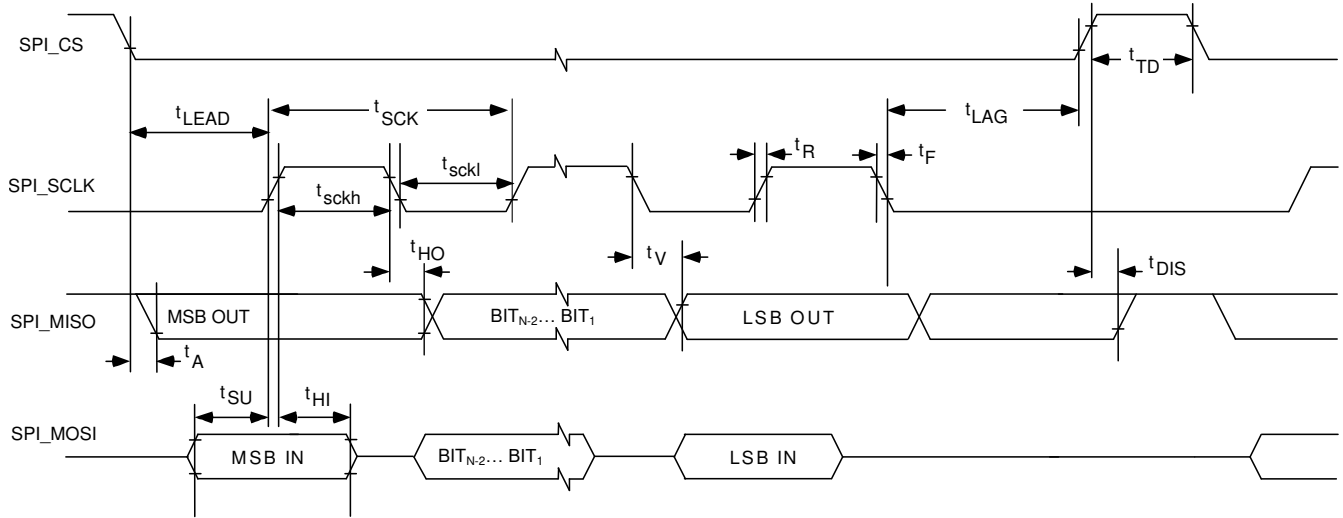 SPI_CS
tTD
tLEAD
tSCK
tLAG
tR
tF
SPI_SCLK
tsckh
tsckl
tHO
tV
tDIS
SPI_MISO
MSB OUT
BITN-2... BIT1
LSB OUT
tA
tSU
tHI
SPI_MOSI
MSB IN
BITN-2... BIT1
LSB IN